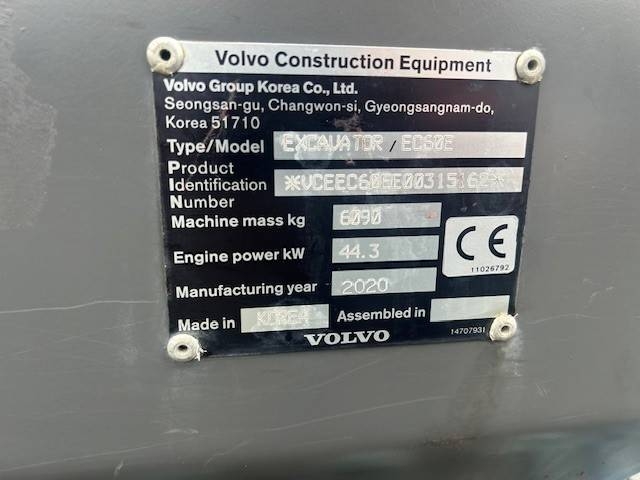 Volvo Construction Equipment
Volvo Group Korea Co., Ltd.
Seongsan-gu, Changwon-si, Gyeongsangnam-do,
Korea 51710
Type/Model EXCAVATOR / EC60E
Product
Identification
Number
Machine mass kg 6090
Engine power kW 44.3
CE
11026792
Manufacturing year 2020
Made in KOREA Assembled in
VOLVO 14707931